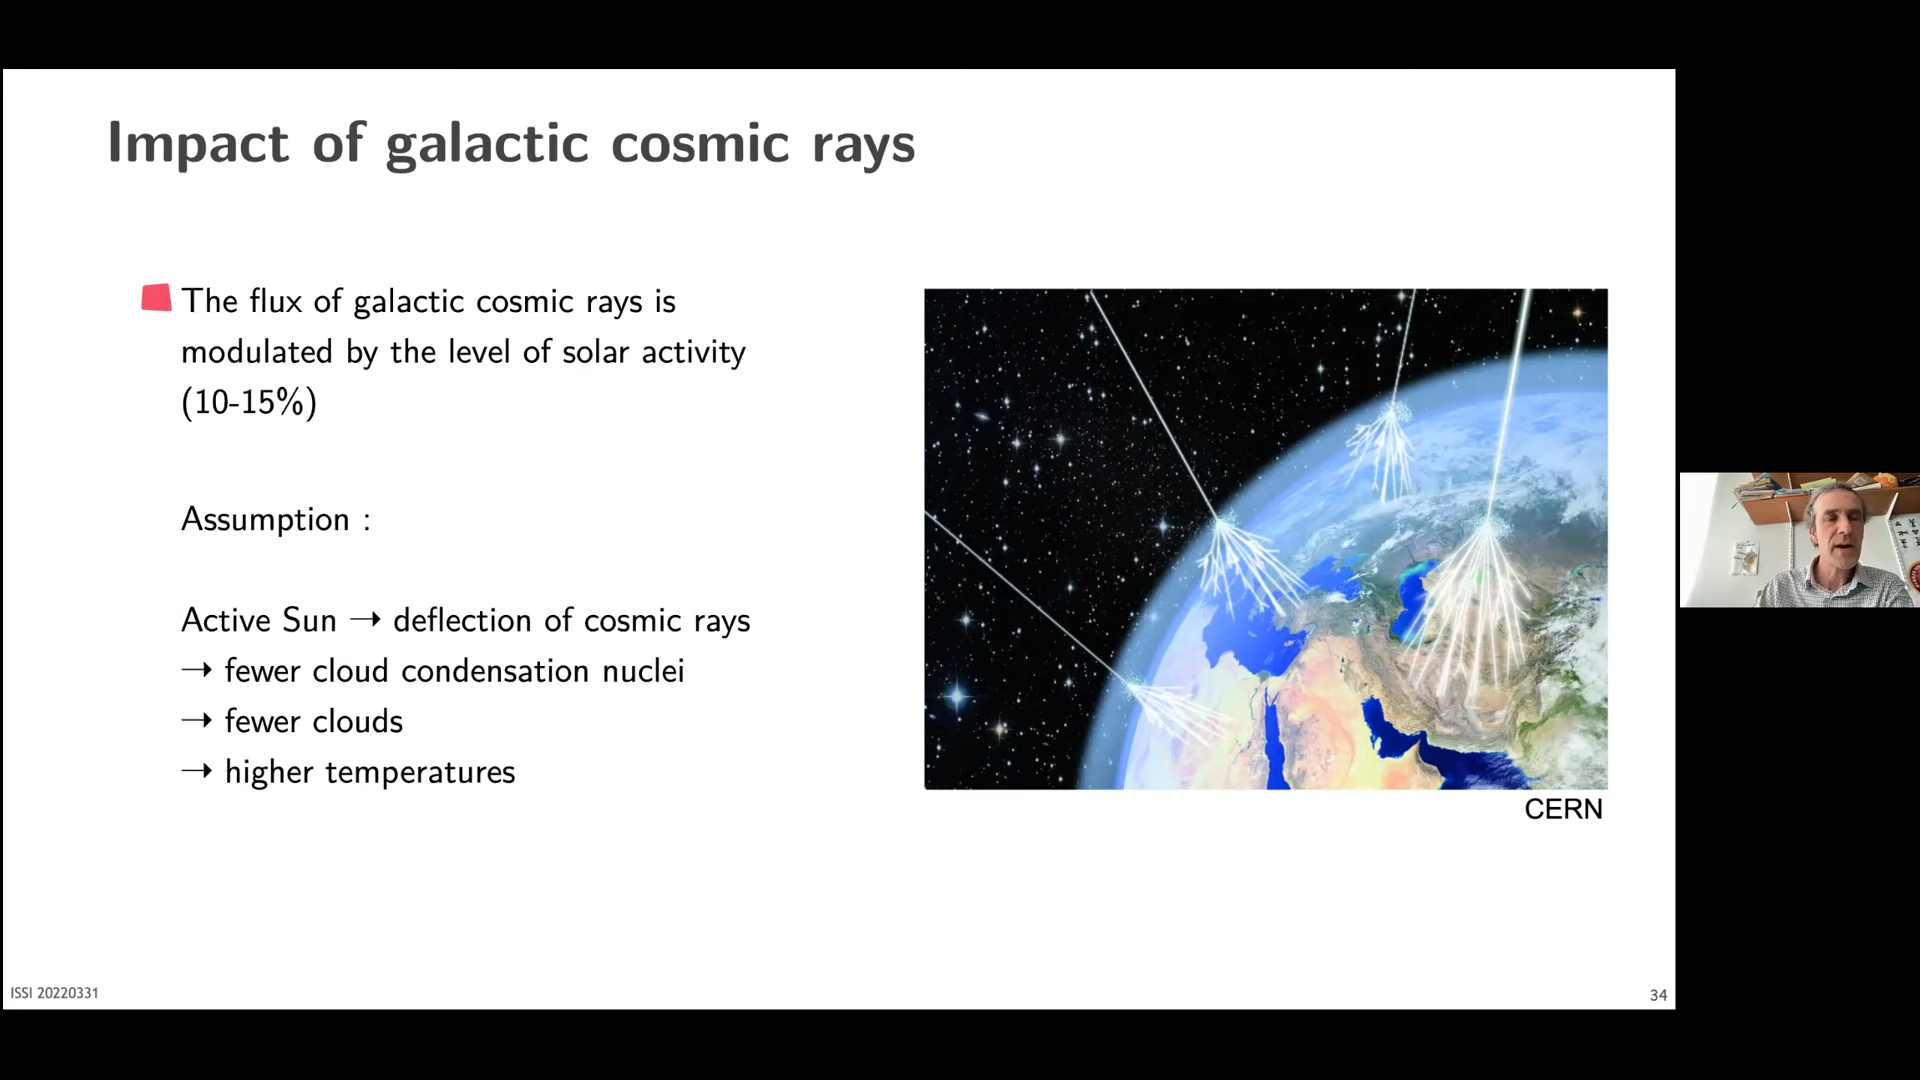 Impact of galactic cosmic rays
The flux of galactic cosmic rays is
modulated by the level of solar activity
(10-15%)
Assumption :
Active Sun → deflection of cosmic rays
→ fewer cloud condensation nuclei
→ fewer clouds
→ higher temperatures
CERN
ISSI 20220331
34